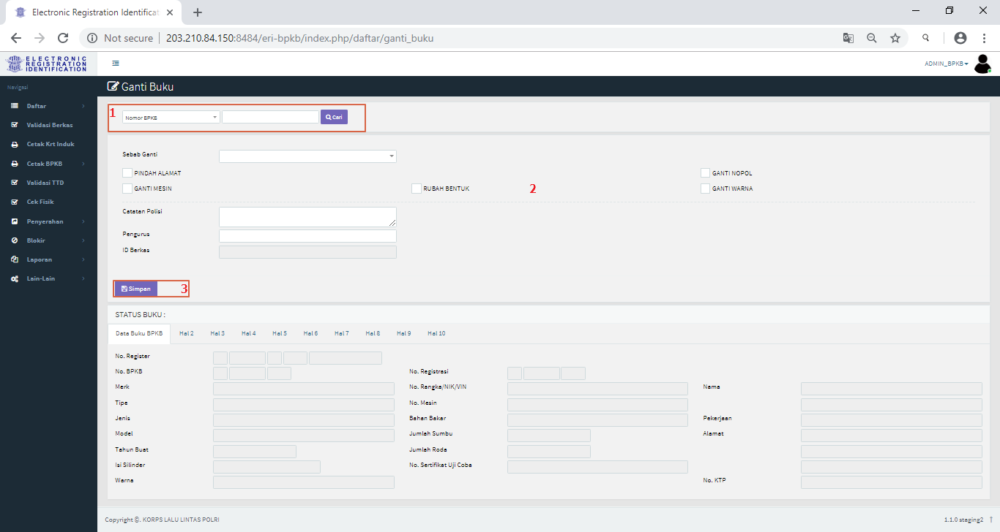 Electronic Registration Identificat
Not secure
203.210.84.150:8484/eri-bpkb/index.php/daftar/ganti_buku
ELECTRONIC
REGISTRATION
IDENTIFICATION
ADMIN_BPKB
Navigasi
Daftar
Validasi Berkas
Cetak Krt Induk
Cetak BPKB
Validasi TTD
Cek Fisik
Penyerahan
Blokir
Laporan
Lain-Lain
Ganti Buku
1
Nomor BPKB
Cari
Sebab Ganti
PINDAH ALAMAT
GANTI NOPOL
GANTI MESIN
RUBAH BENTUK
2
GANTI WARNA
Catatan Polisi
Pengurus
ID Berkas
Simpan
3
STATUS BUKU :
Data Buku BPKB Hal 2 Hal 3 Hal 4 Hal 5 Hal 6 Hal 7 Hal 8 Hal 9 Hal 10
No. Register
No. BPKB No. Registrasi
Merk No. Rangka/NIK/VIN Nama
Tipe No. Mesin
Jenis Bahan Bakar Pekerjaan
Model Jumlah Sumbu Alamat
Tahun Buat Jumlah Roda
Isi Silinder No. Sertifikat Uji Coba
Warna No. KTP
Copyright ©. KORPS LALU LINTAS POLRI
1.1.0 staging2